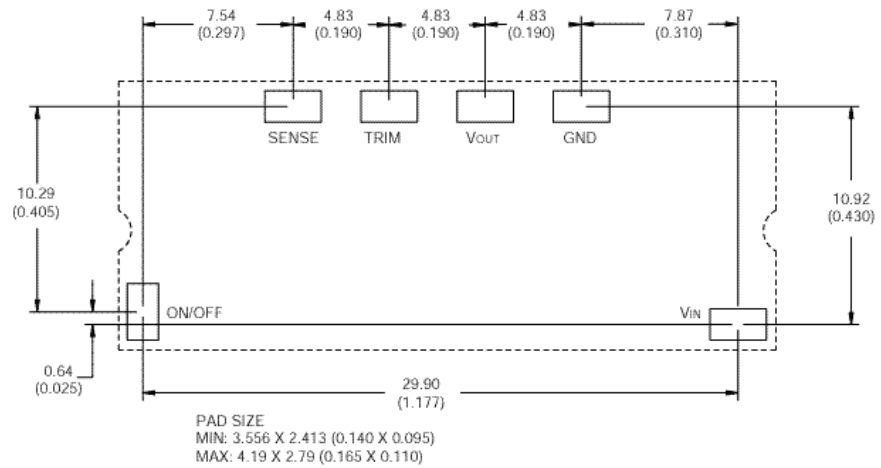 7.54 4.83 4.83 4.83 7.87
(0.297) (0.190) (0.190) (0.190) (0.310)
SENSE TRIM VOUT GND
10.29
(0.405)
10.92
(0.430)
ON/OFF VIN
0.64
(0.025)
29.90
(1.177)
PAD SIZE
MIN: 3.556 X 2.413 (0.140 X 0.095)
MAX: 4.19 X 2.79 (0.165 X 0.110)